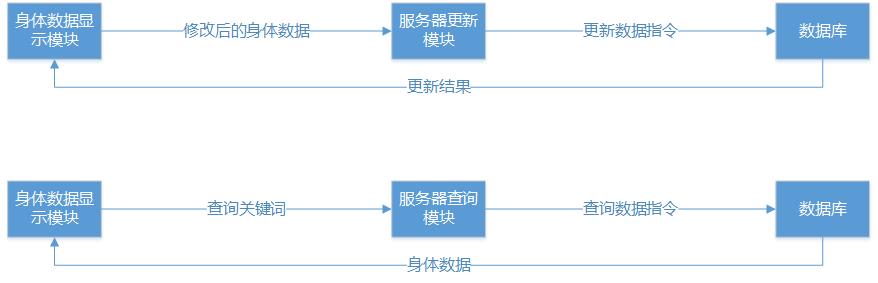 身体数据显
示模块
修改后的身体数据
服务器更新
模块
更新数据指令
数据库
更新结果
身体数据显
示模块
查询关键词
服务器查询
模块
查询数据指令
数据库
身体数据